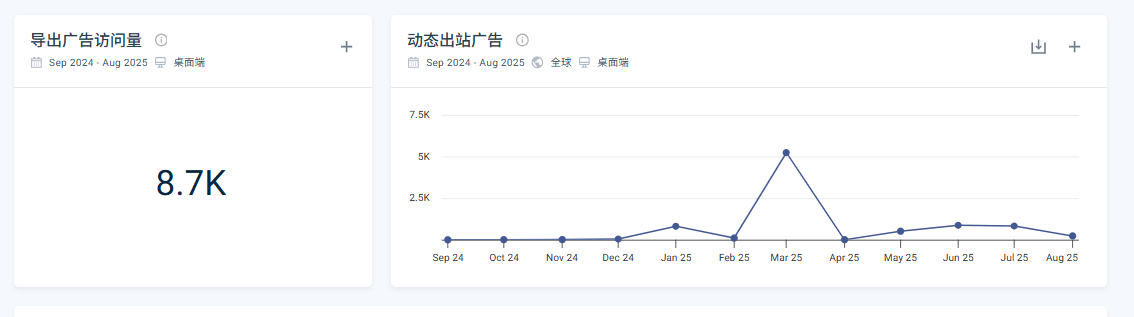 导出广告访问量
Sep 2024 - Aug 2025 桌面端
8.7K
动态出站广告
Sep 2024 - Aug 2025 全球 桌面端
7.5K
5K
2.5K
Sep 24 Oct 24 Nov 24 Dec 24 Jan 25 Feb 25 Mar 25 Apr 25 May 25 Jun 25 Jul 25 Aug 25